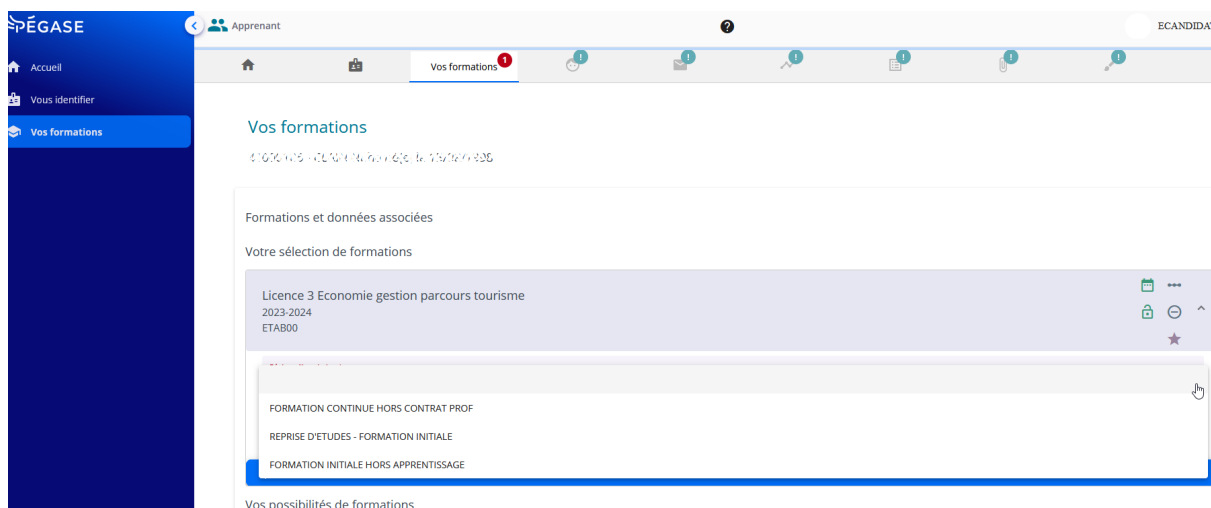 PÉGASE
Apprenant
?
ECANDIDA
Accueil
Vous identifier
Vos formations
Vos formations
1
!
!
!
!
!
!
Vos formations
Formations et données associées
Votre sélection de formations
Licence 3 Economie gestion parcours tourisme
2023-2024
ETAB00
FORMATION CONTINUE HORS CONTRAT PROF
REPRISE D'ETUDES - FORMATION INITIALE
FORMATION INITIALE HORS APPRENTISSAGE
Vos possibilités de formations